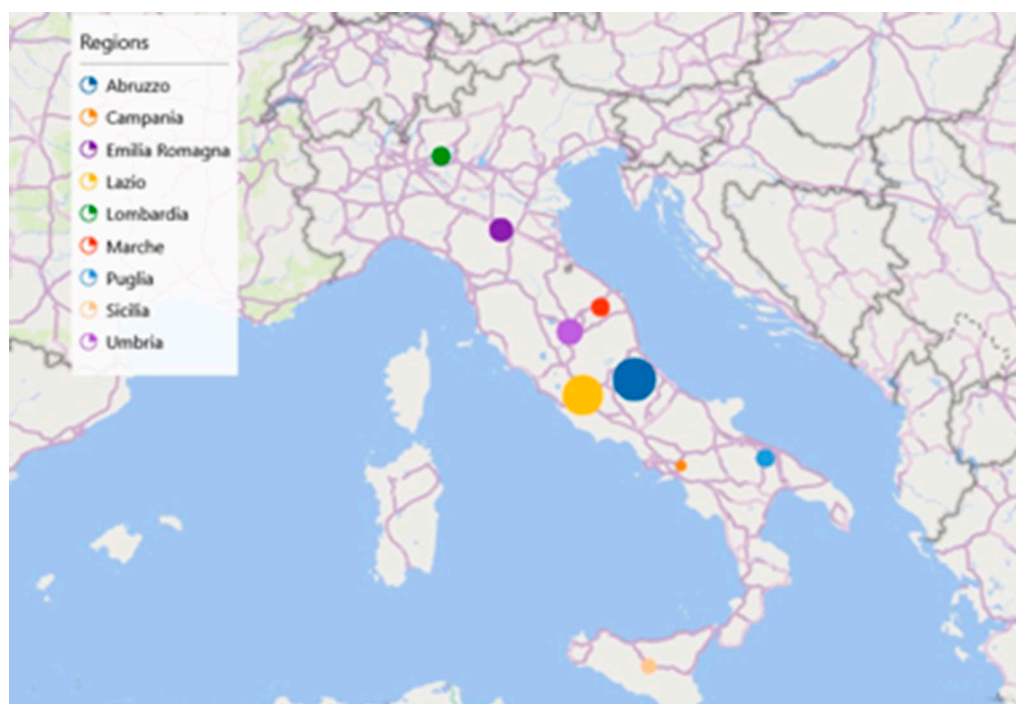 Regions
Abruzzo
Campania
Emilia Romagna
Lazio
Lombardia
Marche
Puglia
Sicilia
Umbria